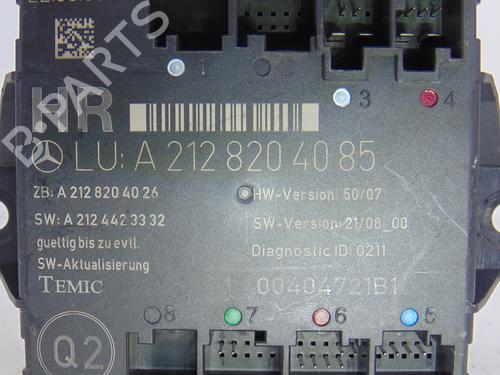 B-PARTS
1 2
3 4
HR
LU: A 212 820 40 85
ZB: A 212 820 40 26
HW-Version: 50/07
SW: A 212 442 33 32
SW-Version: 21/08_00
gueltig bis zu evtl.
Diagnostic ID: 0211
SW-Aktualisierung
TEMIC
00404721B1
8 7 6 5
Q2